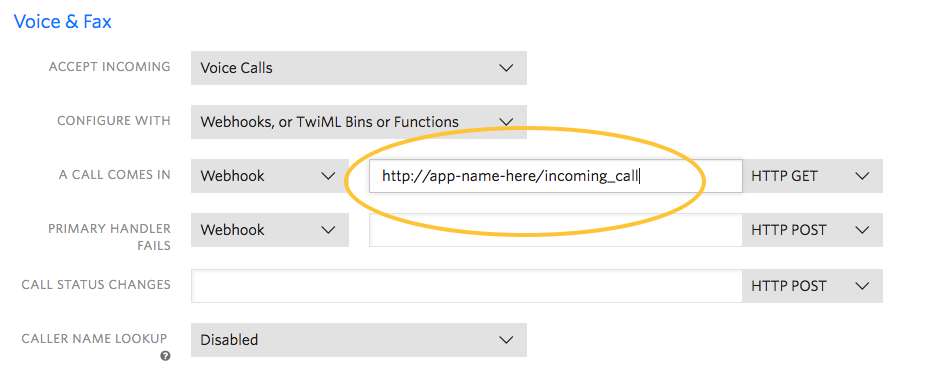 Voice & Fax
ACCEPT INCOMING Voice Calls
CONFIGURE WITH Webhooks, or TwiML Bins or Functions
A CALL COMES IN Webhook http://app-name-here/incoming_call HTTP GET
PRIMARY HANDLER FAILS Webhook HTTP POST
CALL STATUS CHANGES HTTP POST
CALLER NAME LOOKUP Disabled
?